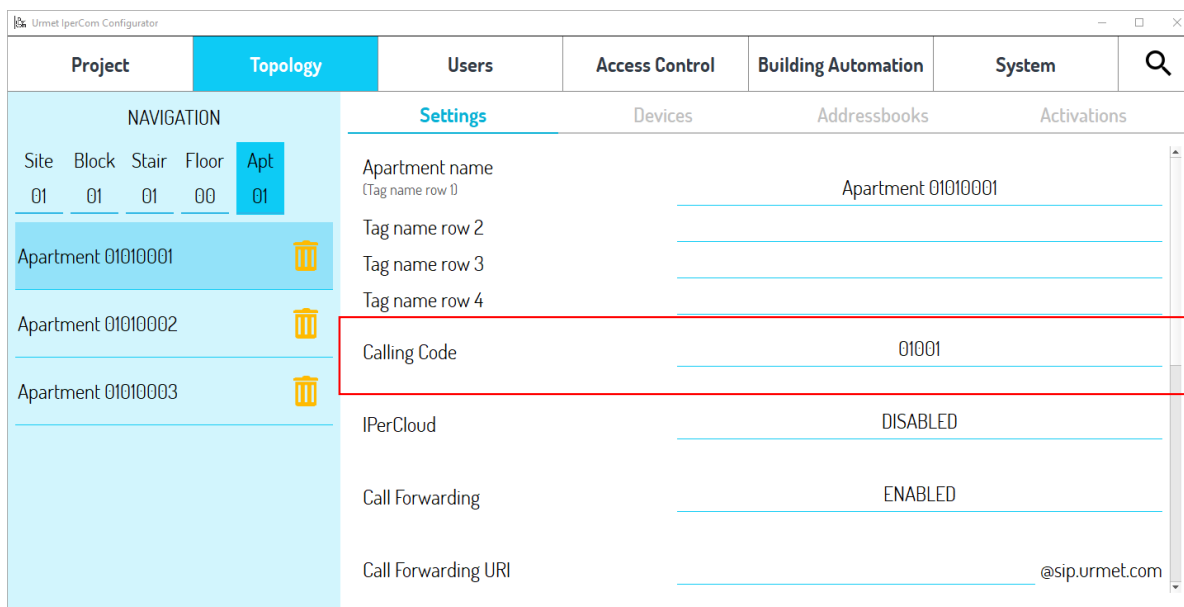 Urmet IperCom Configurator
Project Topology Users Access Control Building Automation System
NAVIGATION
Settings Devices Addressbooks Activations
Site Block Stair Floor Apt
01 01 01 00 01
Apartment 01010001
Apartment 01010002
Apartment 01010003
Apartment name
(Tag name row 1)
Apartment 01010001
Tag name row 2
Tag name row 3
Tag name row 4
Calling Code 01001
IPerCloud DISABLED
Call Forwarding ENABLED
Call Forwarding URI @sip.urmet.com